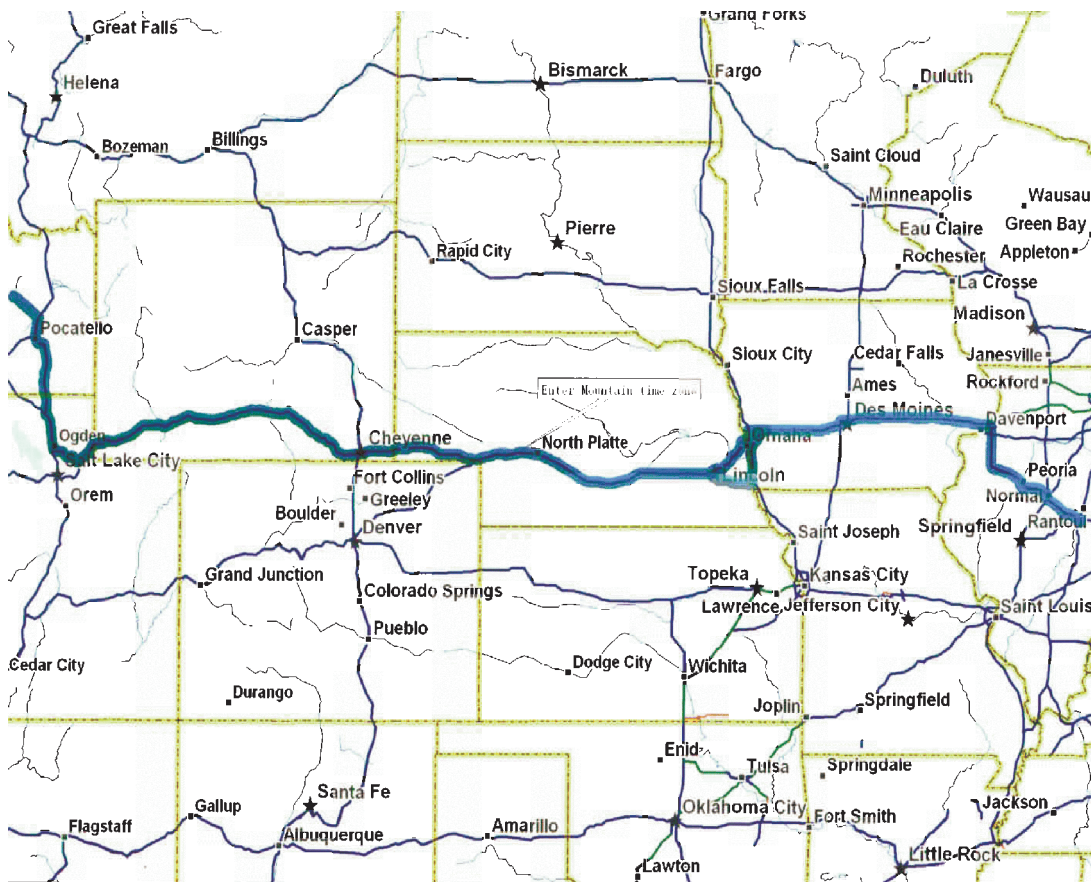 Great Falls
Grand Forks
Helena
Bismarck
Fargo
Duluth
Bozeman
Billings
Saint Cloud
Minneapolis
Wausau
Eau Claire
Green Bay
Appleton
Pierre
Rapid City
Rochester
La Crosse
Sioux Falls
Madison
Pocatello
Casper
Sioux City
Cedar Falls
Janesville
Rockford
Enter Mountain time zone
Ames
Des Moines
Davenport
Ogden
Cheyenne
North Platte
Omaha
Salt Lake City
Lincoln
Peoria
Orem
Fort Collins
Greeley
Normal
Boulder
Denver
Springfield
Rantoul
Saint Joseph
Grand Junction
Colorado Springs
Topeka
Kansas City
Lawrence
Jefferson City
Saint Louis
Pueblo
Cedar City
Dodge City
Wichita
Durango
Joplin
Springfield
Enid
Tulsa
Springdale
Santa Fe
Gallup
Oklahoma City
Jackson
Flagstaff
Albuquerque
Amarillo
Fort Smith
Little Rock
Lawton